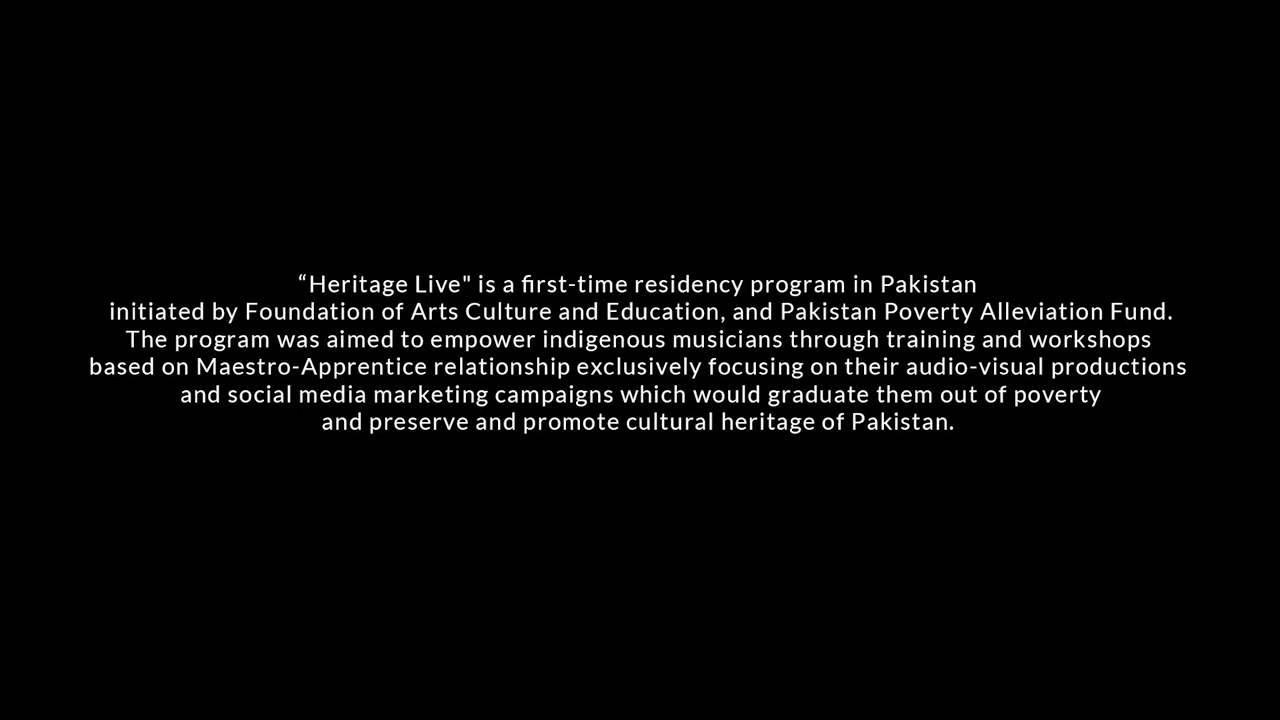 “Heritage Live" is a first-time residency program in Pakistan
initiated by Foundation of Arts Culture and Education, and Pakistan Poverty Alleviation Fund.
The program was aimed to empower indigenous musicians through training and workshops
based on Maestro-Apprentice relationship exclusively focusing on their audio-visual productions
and social media marketing campaigns which would graduate them out of poverty
and preserve and promote cultural heritage of Pakistan.